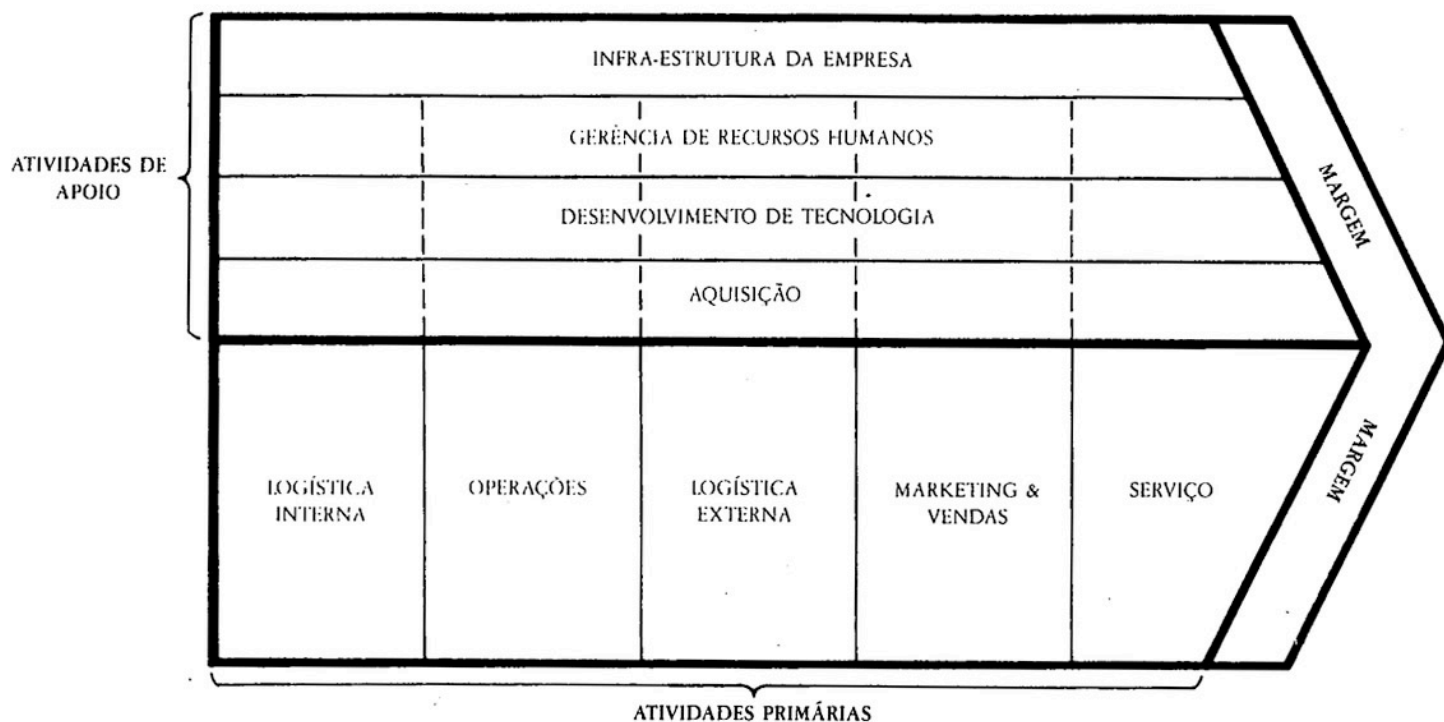 INFRA-ESTRUTURA DA EMPRESA
GERÊNCIA DE RECURSOS HUMANOS
ATIVIDADES DE
APOIO
DESENVOLVIMENTO DE TECNOLOGIA
AQUISIÇÃO
MARGEM
MARGEM
LOGÍSTICA
INTERNA
OPERAÇÕES
LOGÍSTICA
EXTERNA
MARKETING &
VENDAS
SERVIÇO
ATIVIDADES PRIMÁRIAS